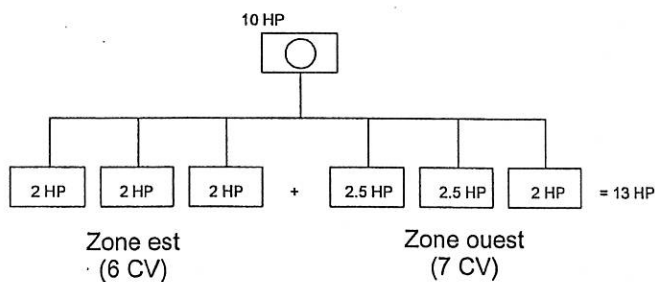 10 HP
2 HP 2 HP 2 HP + 2.5 HP 2.5 HP 2 HP = 13 HP
Zone est Zone ouest
(6 CV) (7 CV)